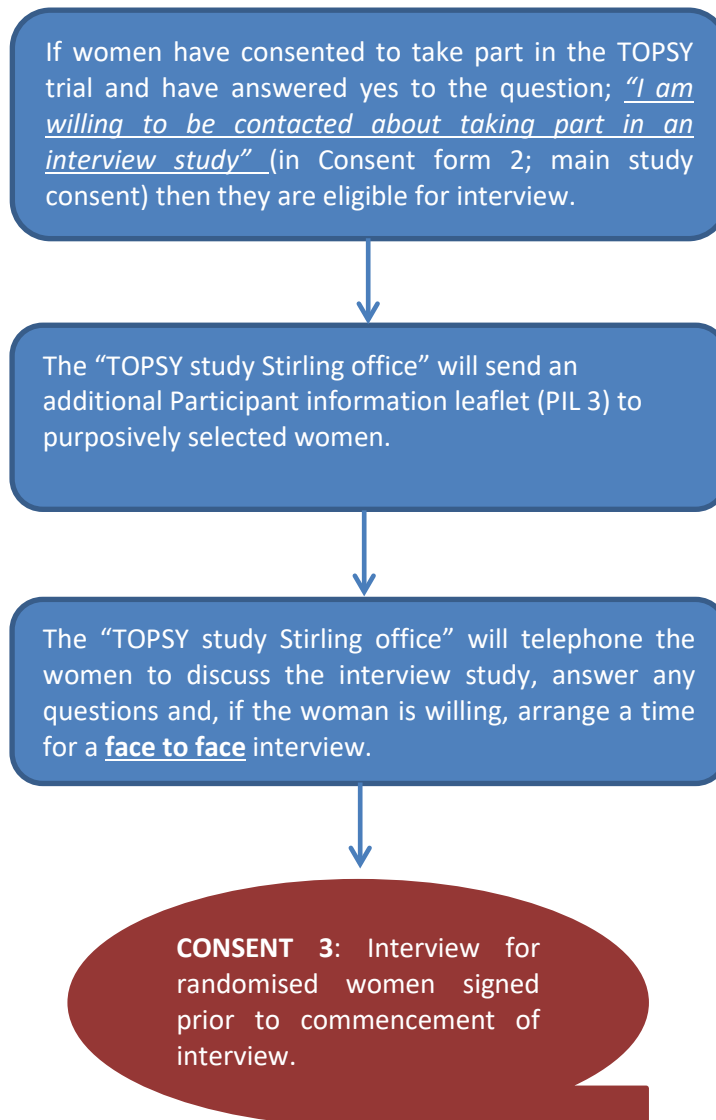 If women have consented to take part in the TOPSY
trial and have answered yes to the question; “I am
willing to be contacted about taking part in an
interview study” (in Consent form 2; main study
consent) then they are eligible for interview.
The “TOPSY study Stirling office” will send an
additional Participant information leaflet (PIL 3) to
purposively selected women.
The “TOPSY study Stirling office” will telephone the
women to discuss the interview study, answer any
questions and, if the woman is willing, arrange a time
for a face to face interview.
CONSENT 3: Interview for
randomised women signed
prior to commencement of
interview.